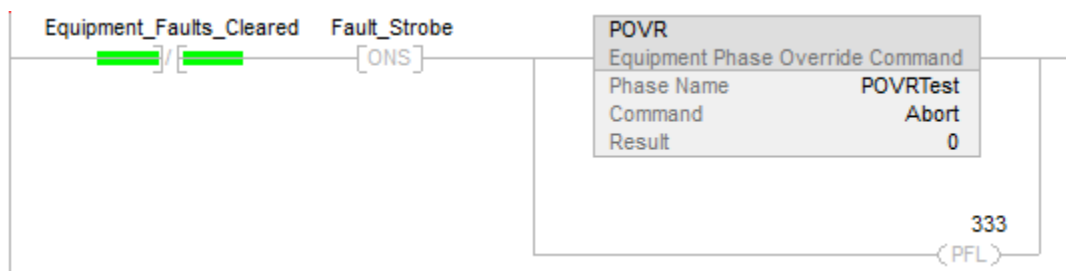 Equipment_Faults_Cleared Fault_Strobe
/ ONS
POVR
Equipment Phase Override Command
Phase Name POVRTest
Command Abort
Result 0
333
PFL